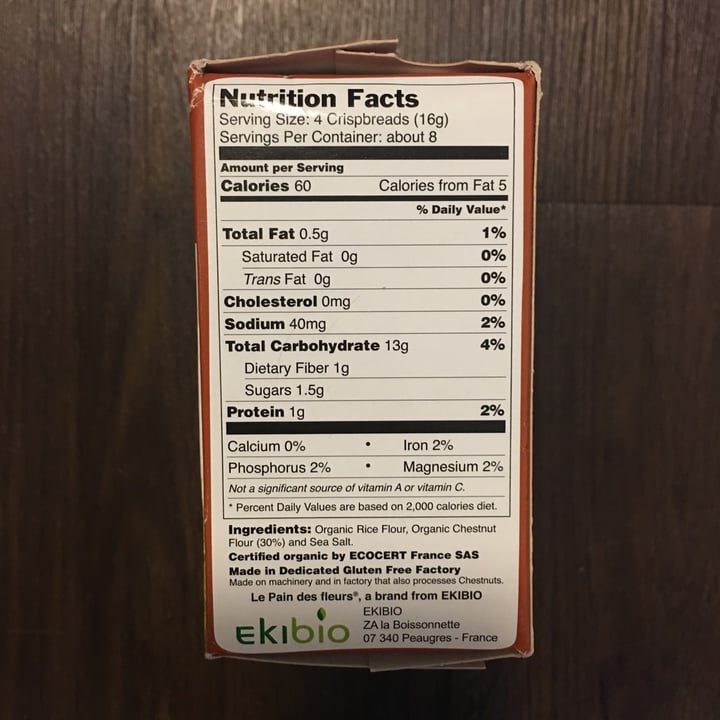 Nutrition Facts
Serving Size: 4 Crispbreads (16g)
Servings Per Container: about 8
Amount per Serving
Calories 60 Calories from Fat 5
% Daily Value*
Total Fat 0.5g 1%
Saturated Fat 0g 0%
Trans Fat 0g 0%
Cholesterol 0mg 0%
Sodium 40mg 2%
Total Carbohydrate 13g 4%
Dietary Fiber 1g
Sugars 1.5g
Protein 1g 2%
Calcium 0% • Iron 2%
Phosphorus 2% • Magnesium 2%
Not a significant source of vitamin A or vitamin C.
* Percent Daily Values are based on 2,000 calories diet.
Ingredients: Organic Rice Flour, Organic Chestnut
Flour (30%) and Sea Salt.
Certified organic by ECOCERT France SAS
Made in Dedicated Gluten Free Factory
Made on machinery and in factory that also processes Chestnuts.
Le Pain des fleurs®, a brand from EKIBIO
Ekibio
EKIBIO
ZA la Boissonnette
07 340 Peaugres - France